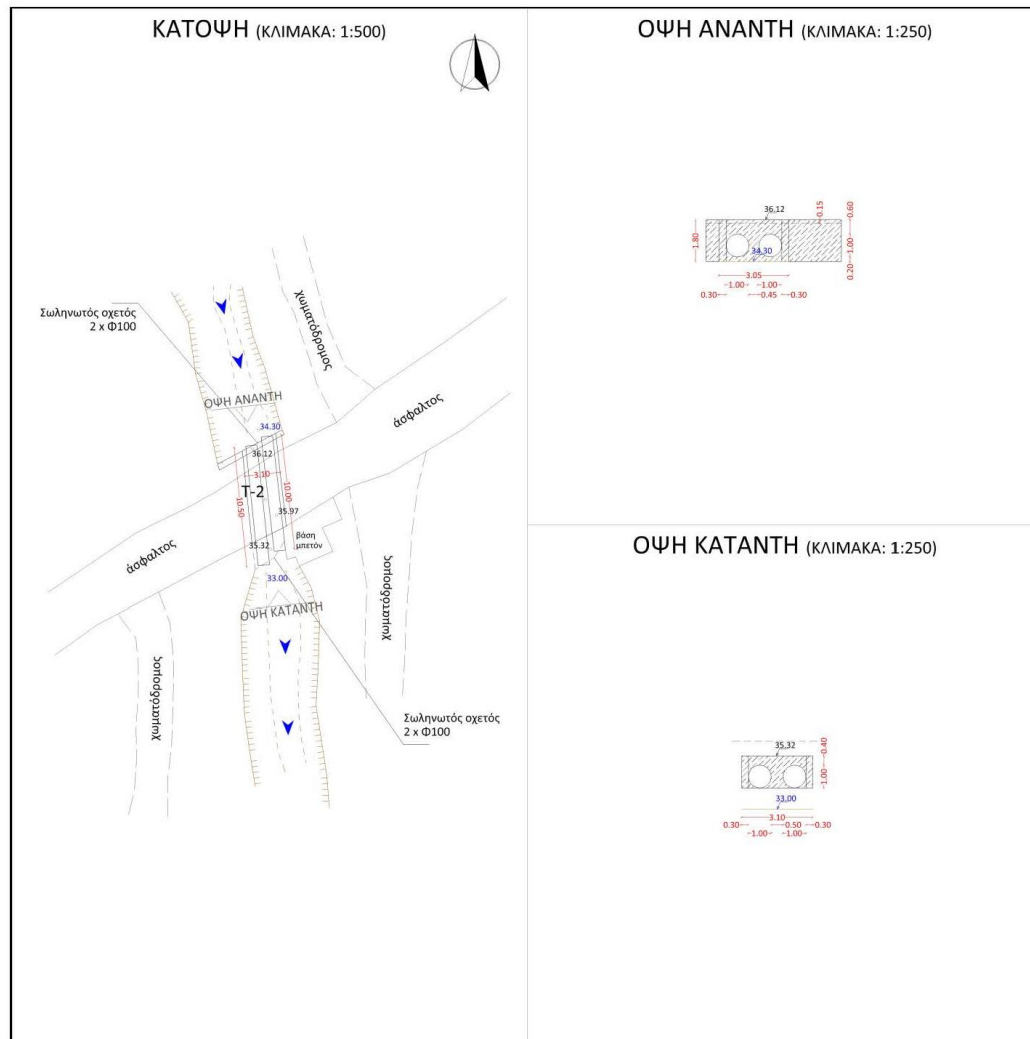 ΚΑΤΟΨΗ (ΚΛΙΜΑΚΑ: 1:500)
Σωληνωτός οχετός
2 x Φ100
χωματόδρομος
ΟΨΗ ΑΝΑΝΤΗ
άσφαλτος
34.30
36.12
3.10
T-2
10.50
10.00
35.97
35.32
βάση
μπετόν
άσφαλτος
33.00
ΟΨΗ ΚΑΤΑΝΤΗ
χωματόδρομος
χωματόδρομος
Σωληνωτός οχετός
2 x Φ100
ΟΨΗ ΑΝΑΝΤΗ (ΚΛΙΜΑΚΑ: 1:250)
36.12
0.15
0.60
1.80
1.00
34.30
0.20
3.05
1.00 1.00
0.30 0.45 0.30
ΟΨΗ ΚΑΤΑΝΤΗ (ΚΛΙΜΑΚΑ: 1:250)
35.32
0.40
1.00
33.00
3.10
0.30 0.50 0.30
1.00 1.00